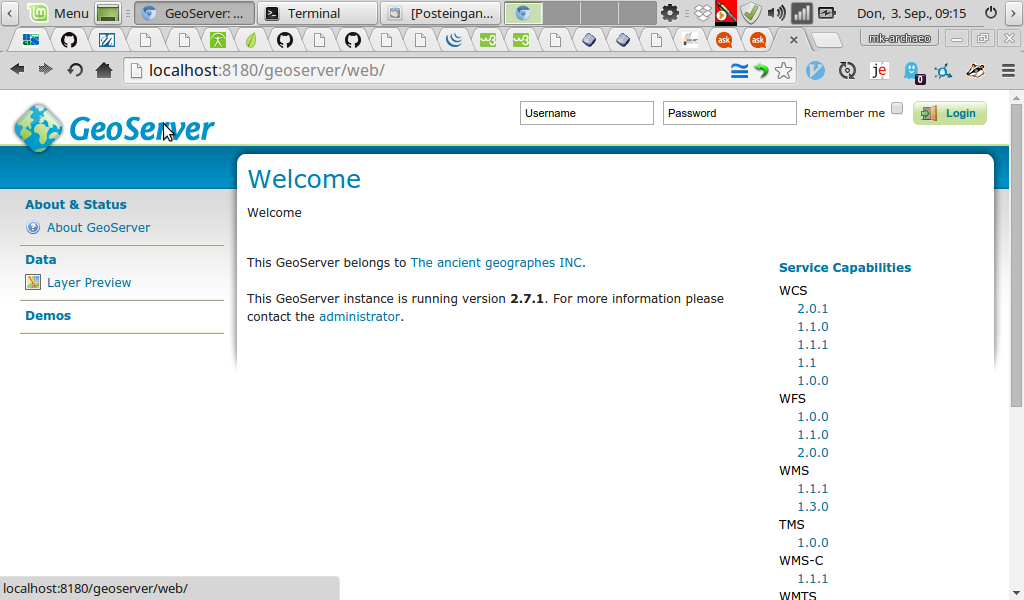 Menu
GeoServer: ...
Terminal
[Posteingan...
Don, 3. Sep., 09:15
ask
ask
mk-archaeo
localhost:8180/geoserver/web/
je
0
GeoServer
Username
Password
Remember me
Login
About & Status
About GeoServer
Data
Layer Preview
Demos
Welcome
Welcome
This GeoServer belongs to The ancient geographes INC.
This GeoServer instance is running version 2.7.1. For more information please
contact the administrator.
Service Capabilities
WCS
2.0.1
1.1.0
1.1.1
1.1
1.0.0
WFS
1.0.0
1.1.0
2.0.0
WMS
1.1.1
1.3.0
TMS
1.0.0
WMS-C
1.1.1
WMTS
localhost:8180/geoserver/web/